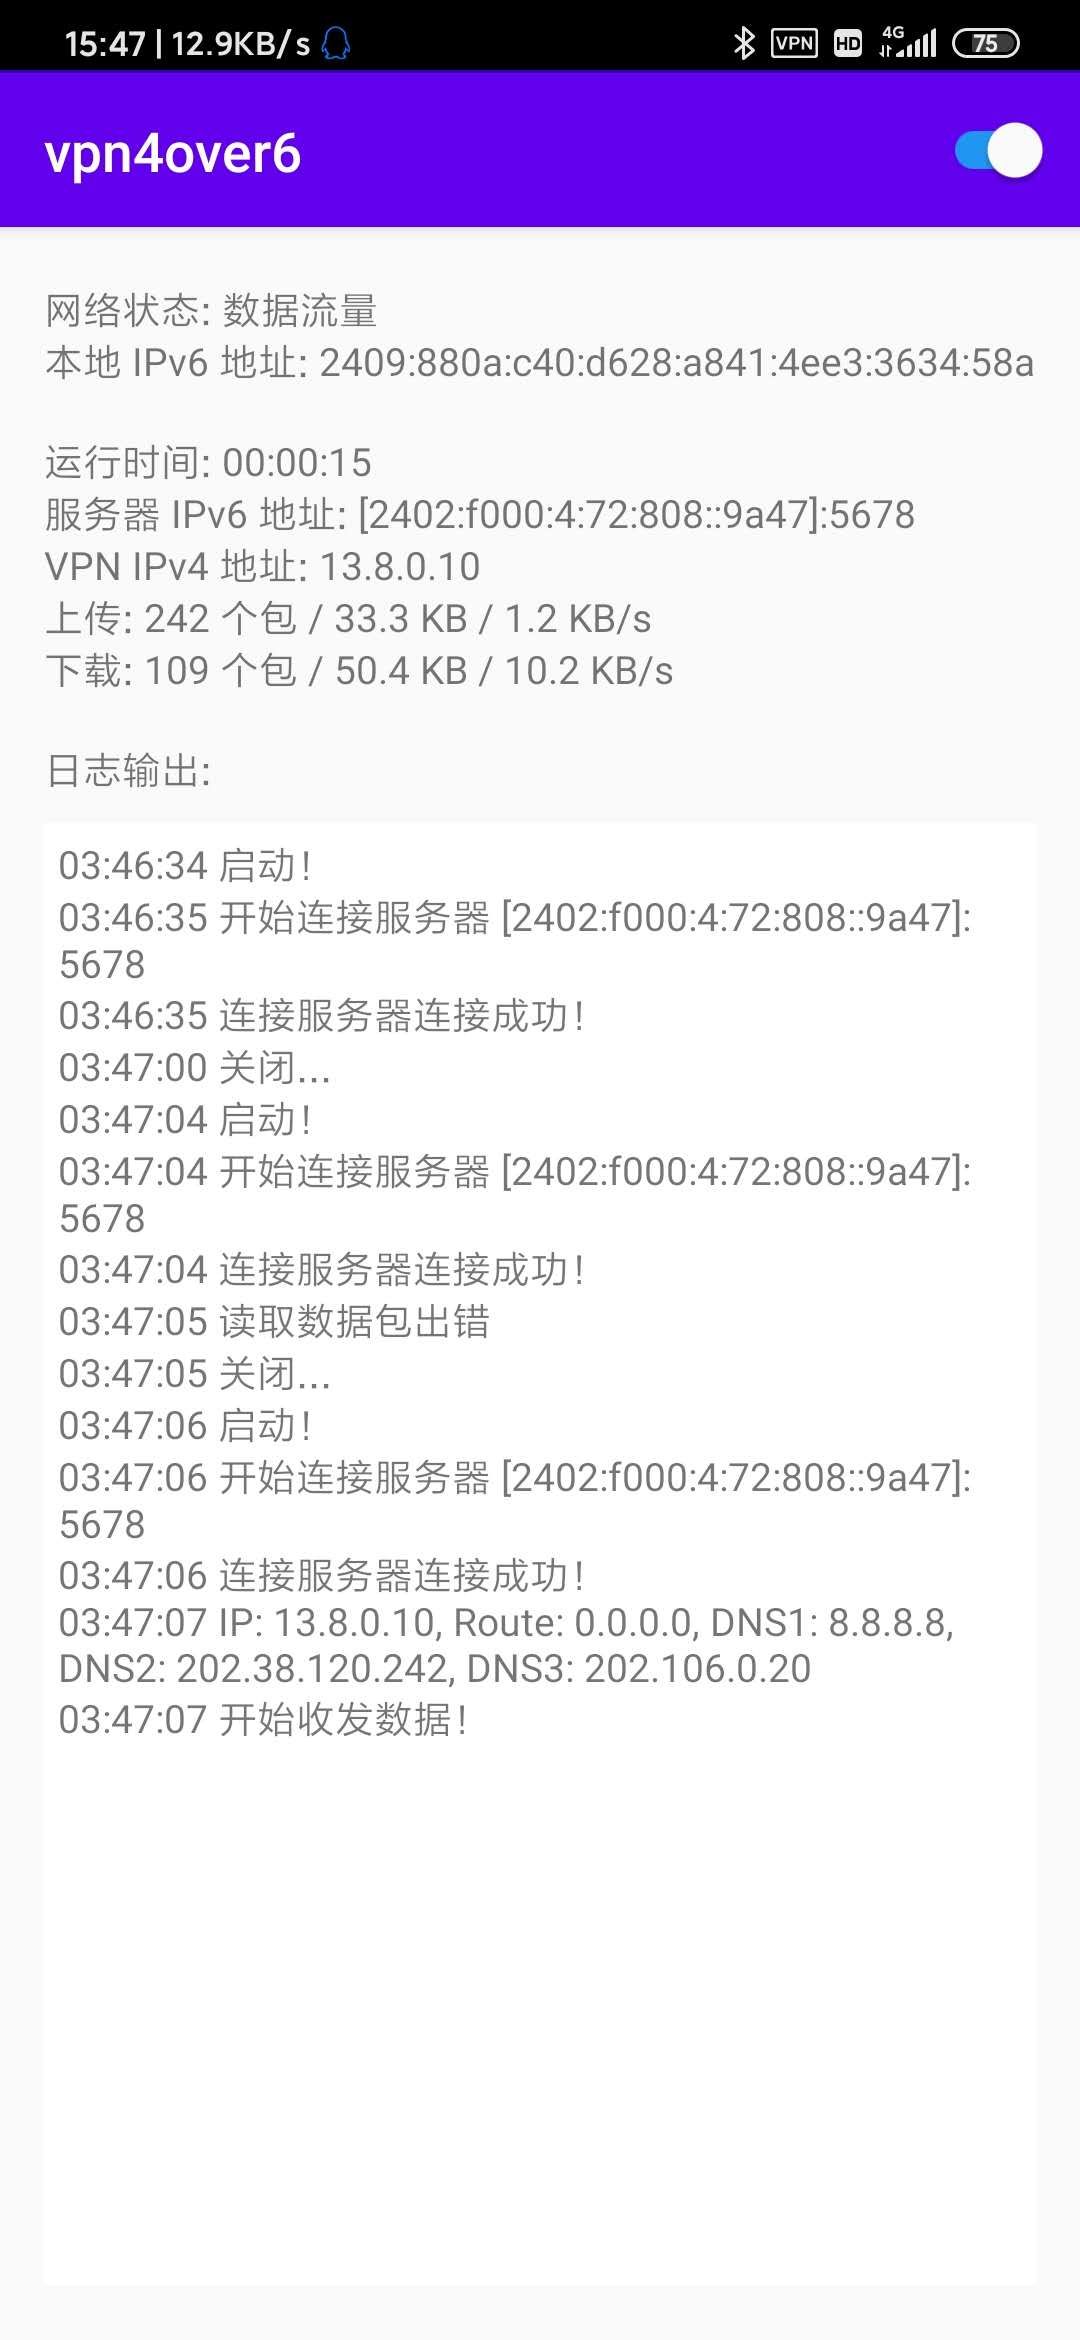 15:47 | 12.9KB/s VPN HD 4G 75
vpn4over6
网络状态: 数据流量
本地 IPv6 地址: 2409:880a:c40:d628:a841:4ee3:3634:58a
运行时间: 00:00:15
服务器 IPv6 地址: [2402:f000:4:72:808::9a47]:5678
VPN IPv4 地址: 13.8.0.10
上传: 242 个包 / 33.3 KB / 1.2 KB/s
下载: 109 个包 / 50.4 KB / 10.2 KB/s
日志输出:
03:46:34 启动！
03:46:35 开始连接服务器 [2402:f000:4:72:808::9a47]:
5678
03:46:35 连接服务器连接成功！
03:47:00 关闭...
03:47:04 启动！
03:47:04 开始连接服务器 [2402:f000:4:72:808::9a47]:
5678
03:47:04 连接服务器连接成功！
03:47:05 读取数据包出错
03:47:05 关闭...
03:47:06 启动！
03:47:06 开始连接服务器 [2402:f000:4:72:808::9a47]:
5678
03:47:06 连接服务器连接成功！
03:47:07 IP: 13.8.0.10, Route: 0.0.0.0, DNS1: 8.8.8.8,
DNS2: 202.38.120.242, DNS3: 202.106.0.20
03:47:07 开始收发数据！